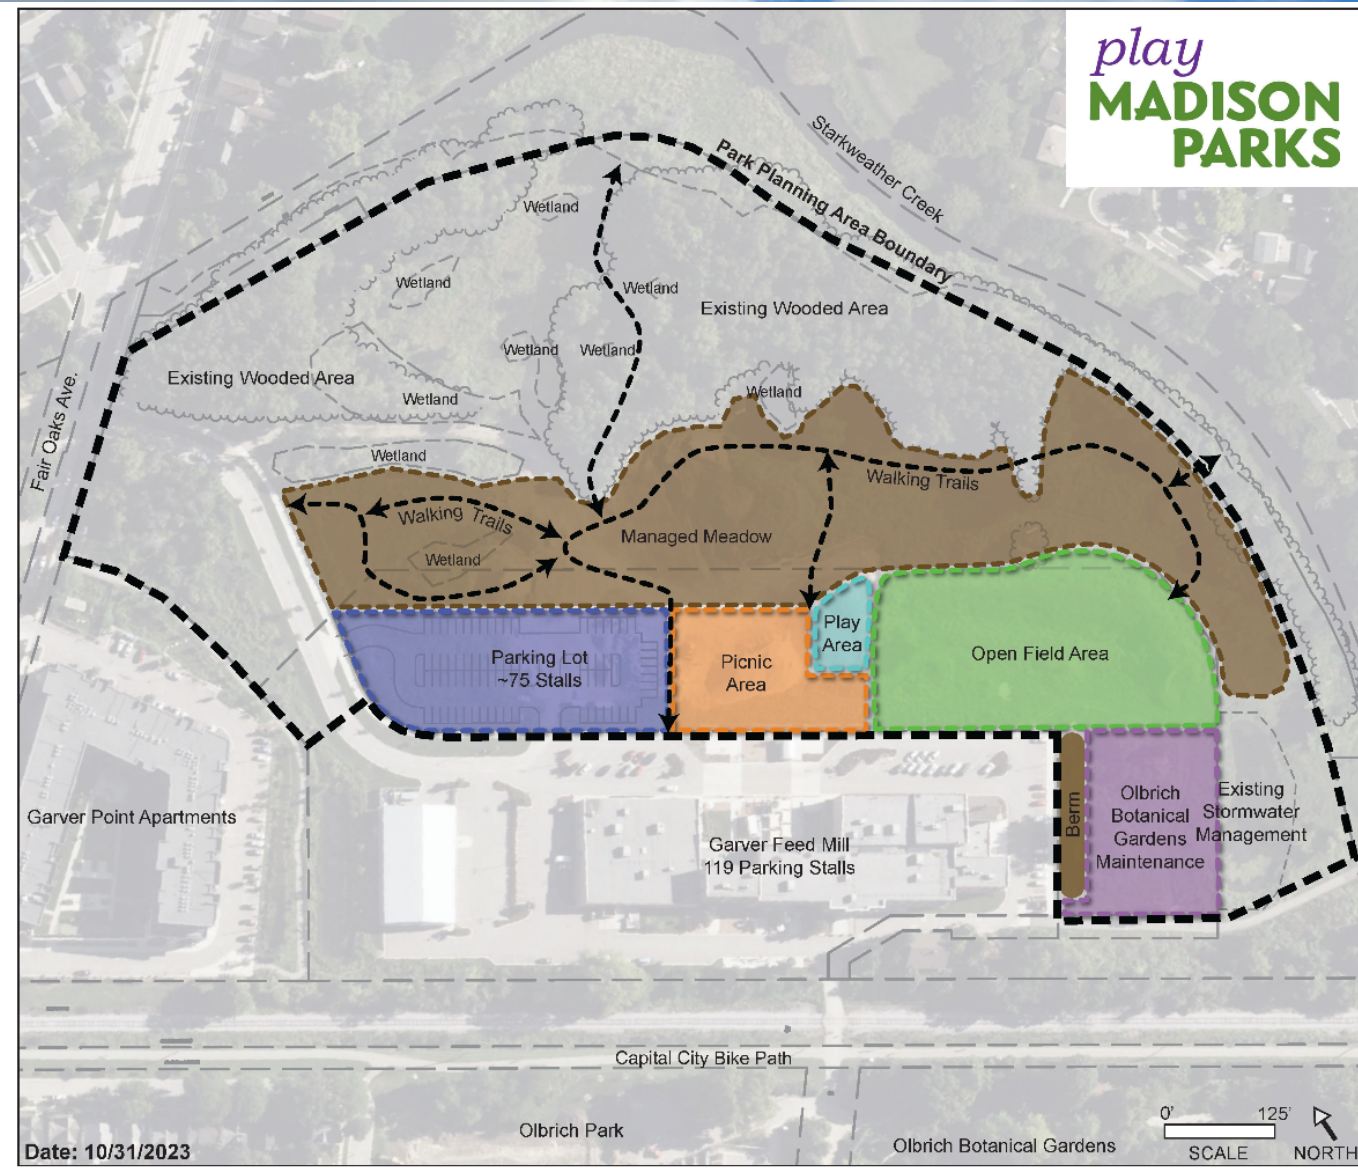 play
MADISON
PARKS
Starkweather Creek
Park Planning Area Boundary
Wetland
Wetland
Wetland
Existing Wooded Area
Wetland
Wetland
Existing Wooded Area
Wetland
Wetland
Fair Oaks Ave.
Wetland
Walking Trails
Walking Trails
Managed Meadow
Wetland
Play
Area
Parking Lot
~75 Stalls
Picnic
Area
Open Field Area
Garver Point Apartments
Garver Feed Mill
119 Parking Stalls
Berm
Olbrich
Botanical
Gardens
Maintenance
Existing
Stormwater
Management
Capital City Bike Path
Olbrich Park
Olbrich Botanical Gardens
0' 125'
SCALE
NORTH
Date: 10/31/2023